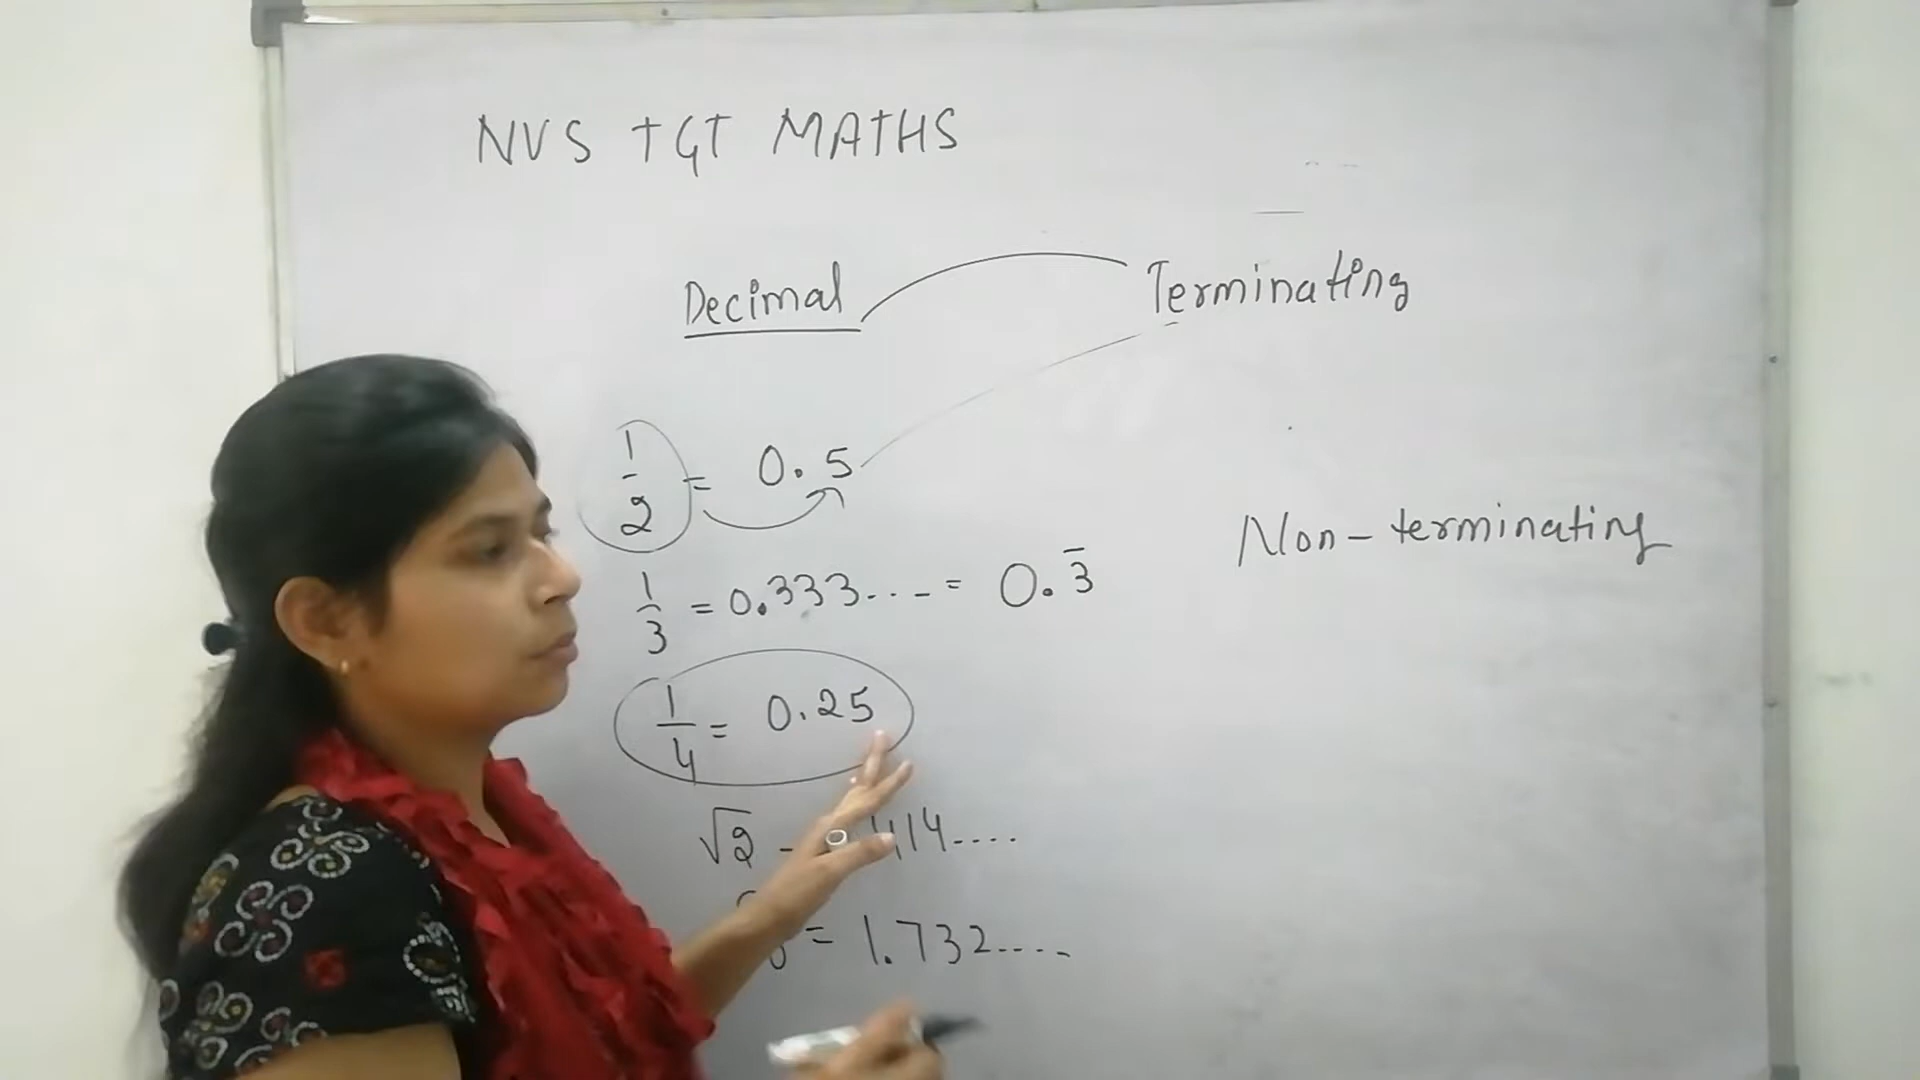 NVS TGT MATHS
Decimal
Terminating
1/2 = 0.5
Non-terminating
1/3 = 0.333... = 0.3̄
1/4 = 0.25
√2 = 414....
= 1.732....